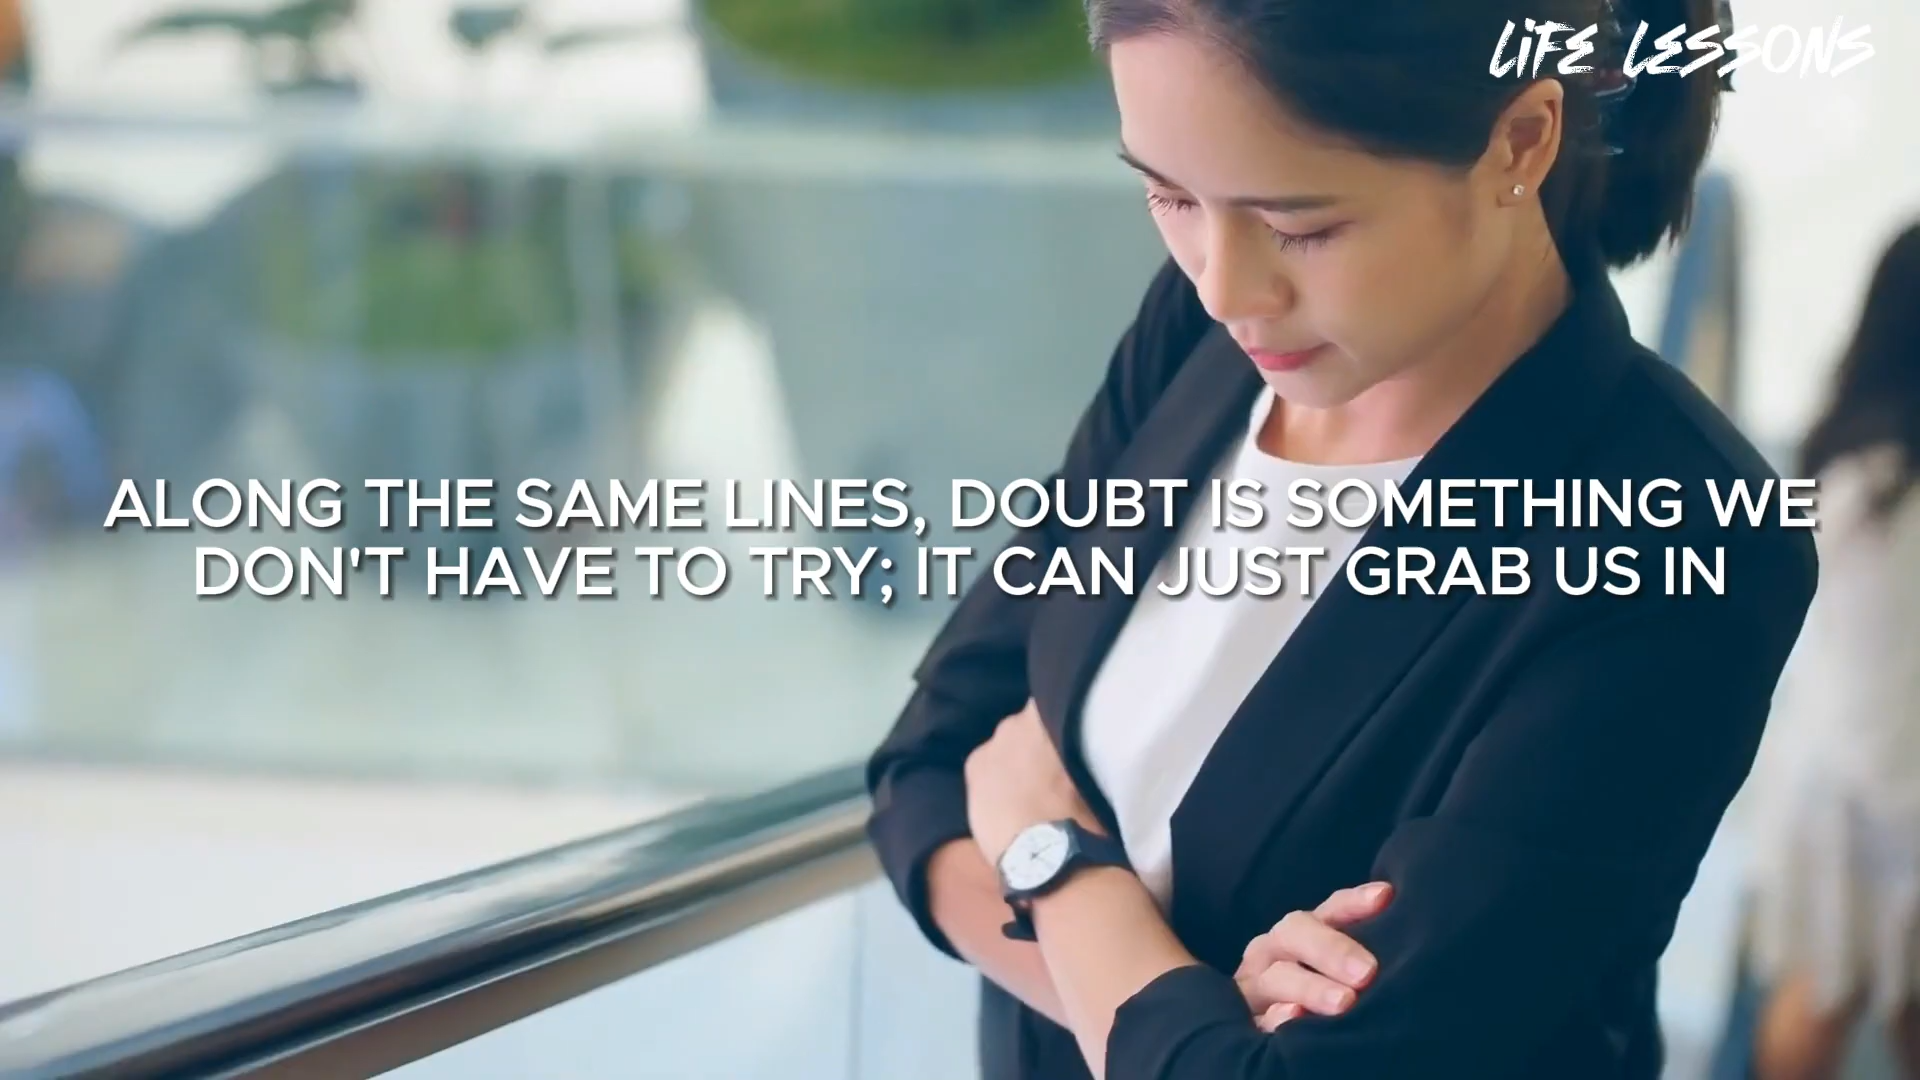 LIFE LESSONS
ALONG THE SAME LINES, DOUBT IS SOMETHING WE
DON'T HAVE TO TRY; IT CAN JUST GRAB US IN